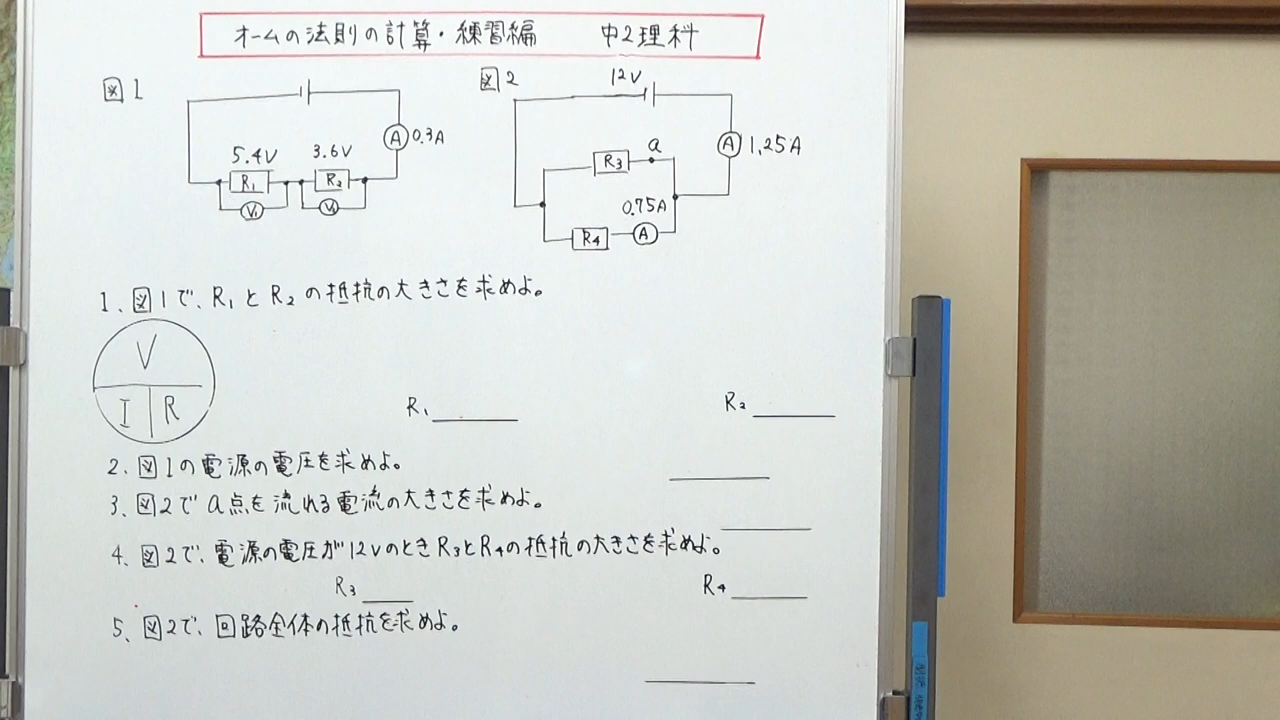 オームの法則の計算・練習編 中2理科
図1
5.4V 3.6V
R₁ R₂
V₁ V₂
A 0.3A
図2
12V
R₃ a
A 1.25A
0.75A
R₄ A
1、図1で、R₁とR₂の抵抗の大きさを求めよ。
V
I R
R₁ R₂
2、図1の電源の電圧を求めよ。
3、図2でa点を流れる電流の大きさを求めよ。
4、図2で、電源の電圧が12VのときR₃とR₄の抵抗の大きさを求めよ。
R₃ R₄
5、図2で、回路全体の抵抗を求めよ。